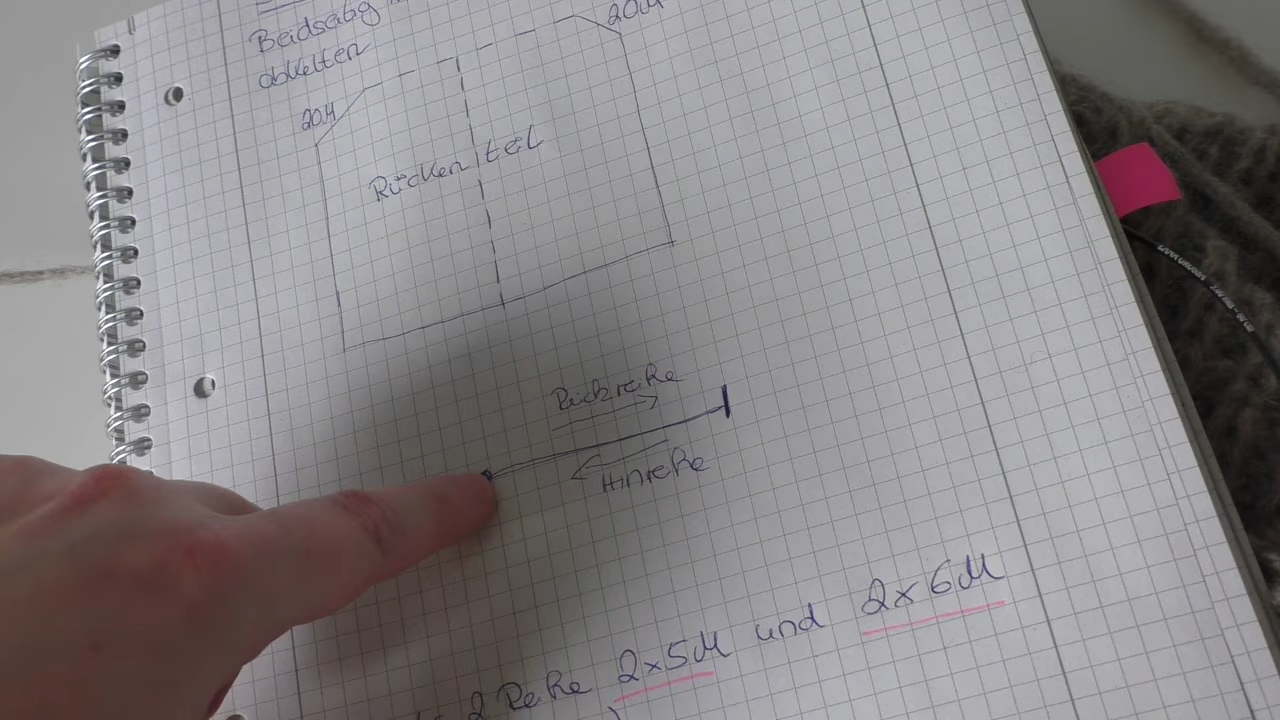 Beidseitig
abketten
20M
20M
Rückenteil
Rückreihe
Hinreihe
2 Reihe 2x5M und 2x6M